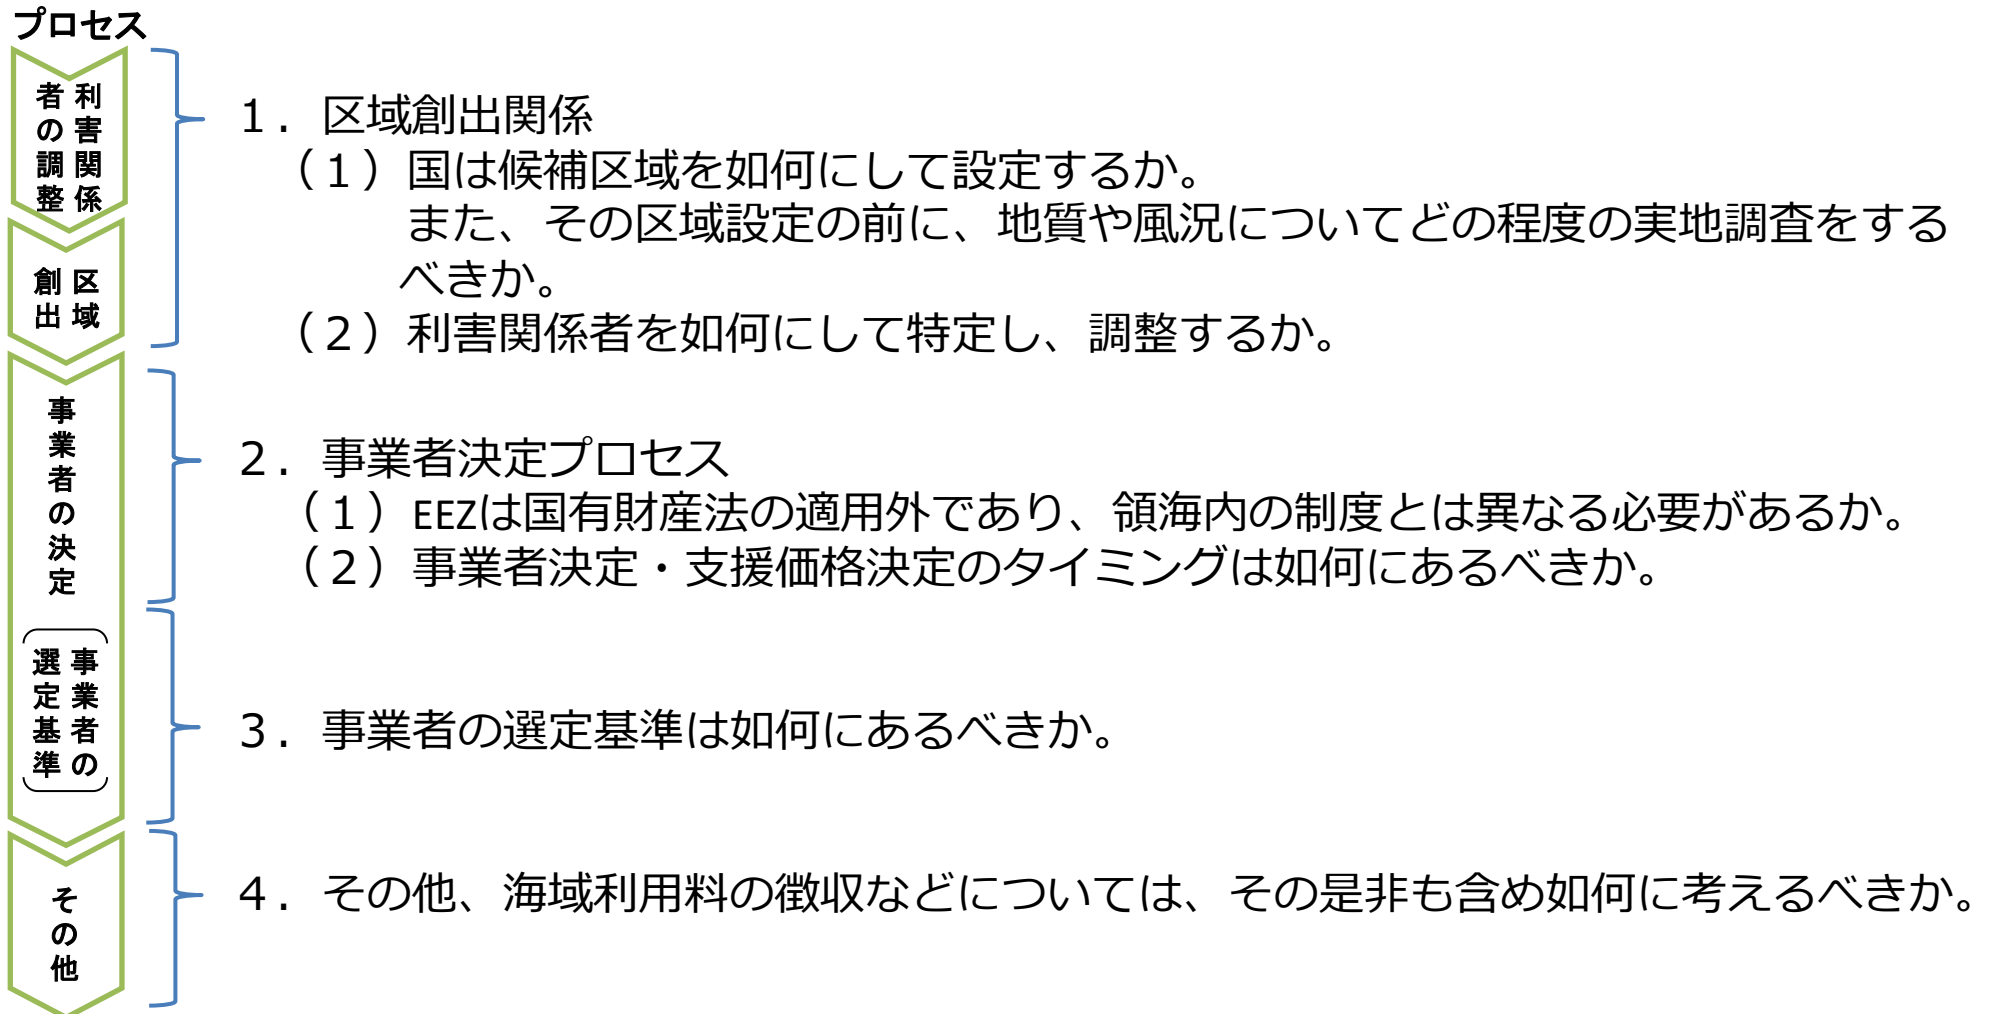 プロセス
利害関係
者の調整
区域
創出
事業者の決定
事業者の
選定基準
その他
１．区域創出関係
（１）国は候補区域を如何にして設定するか。
また、その区域設定の前に、地質や風況についてどの程度の実地調査をする
べきか。
（２）利害関係者を如何にして特定し、調整するか。
２．事業者決定プロセス
（１）EEZは国有財産法の適用外であり、領海内の制度とは異なる必要があるか。
（２）事業者決定・支援価格決定のタイミングは如何にあるべきか。
３．事業者の選定基準は如何にあるべきか。
４．その他、海域利用料の徴収などについては、その是非も含め如何に考えるべきか。